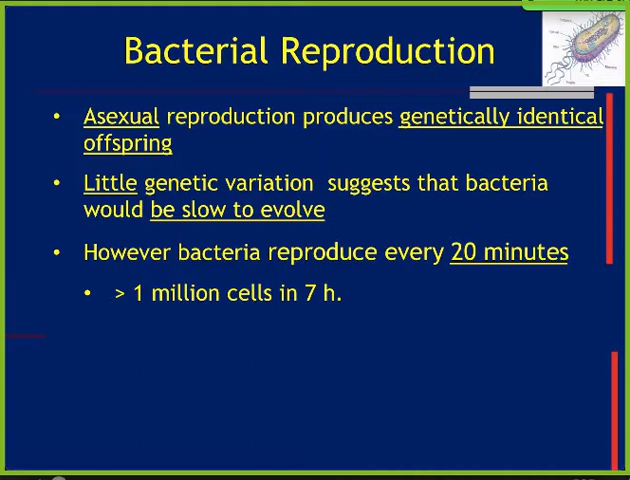 Bacterial Reproduction
• Asexual reproduction produces genetically identical
offspring
• Little genetic variation suggests that bacteria
would be slow to evolve
• However bacteria reproduce every 20 minutes
• > 1 million cells in 7 h.